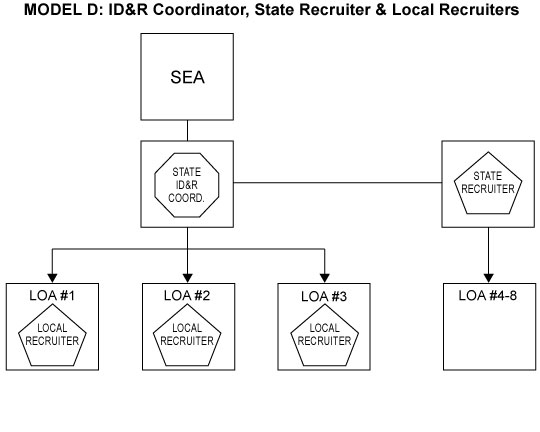 MODEL D: ID&R Coordinator, State Recruiter & Local Recruiters
SEA
STATE
ID&R
COORD.
STATE
RECRUITER
LOA #1
LOCAL
RECRUITER
LOA #2
LOCAL
RECRUITER
LOA #3
LOCAL
RECRUITER
LOA #4-8